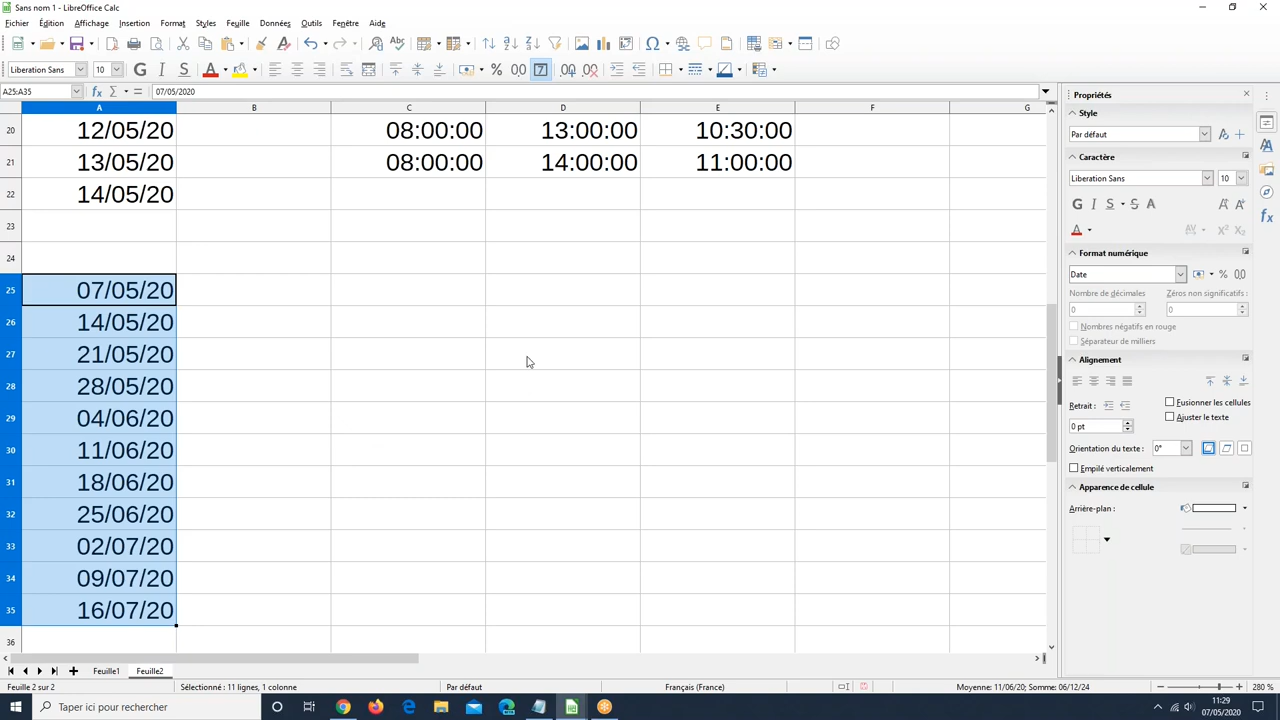 Sans nom 1 - LibreOffice Calc
Fichier Édition Affichage Insertion Format Styles Feuille Données Outils Fenêtre Aide
Liberation Sans 10 G I S
A25:A35 07/05/2020
A B C D E F G
20 12/05/20 08:00:00 13:00:00 10:30:00
21 13/05/20 08:00:00 14:00:00 11:00:00
22 14/05/20
23
24
25 07/05/20
26 14/05/20
27 21/05/20
28 28/05/20
29 04/06/20
30 11/06/20
31 18/06/20
32 25/06/20
33 02/07/20
34 09/07/20
35 16/07/20
36
Propriétés
Style
Par défaut
Caractère
Liberation Sans 10
G I S S A
Format numérique
Date
Nombre de décimales Zéros non significatifs :
0 0
Nombres négatifs en rouge
Séparateur de milliers
Alignement
Retrait : Fusionner les cellules
Ajuster le texte
0 pt
Orientation du texte : 0°
Empilé verticalement
Apparence de cellule
Arrière-plan :
Feuille1 Feuille2
Feuille 2 sur 2 Sélectionné : 11 lignes, 1 colonne Par défaut Français (France) Moyenne: 11/06/20; Somme: 06/12/24 280 %
Taper ici pour rechercher
11:29
07/05/2020